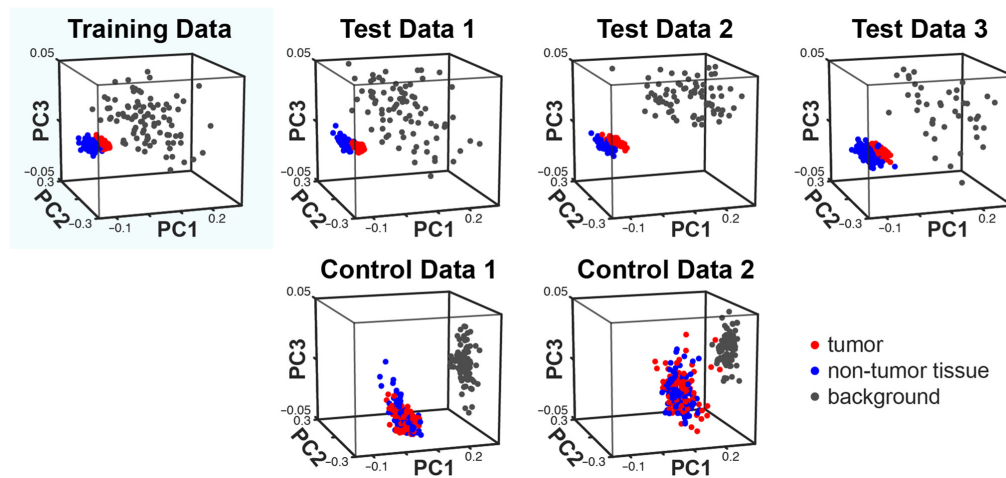 Training Data
Test Data 1
Test Data 2
Test Data 3
0.05
PC3
−0.05
0.3
PC2
−0.3
−0.1
PC1
0.2
0.05
PC3
−0.05
0.3
PC2
−0.3
−0.1
PC1
0.2
0.05
PC3
−0.05
0.3
PC2
−0.3
−0.1
PC1
0.2
0.05
PC3
−0.05
0.3
PC2
−0.3
−0.1
PC1
0.2
Control Data 1
Control Data 2
0.05
PC3
−0.05
0.3
PC2
−0.3
−0.1
PC1
0.2
0.05
PC3
−0.05
0.3
PC2
−0.3
−0.1
PC1
0.2
tumor
non-tumor tissue
background